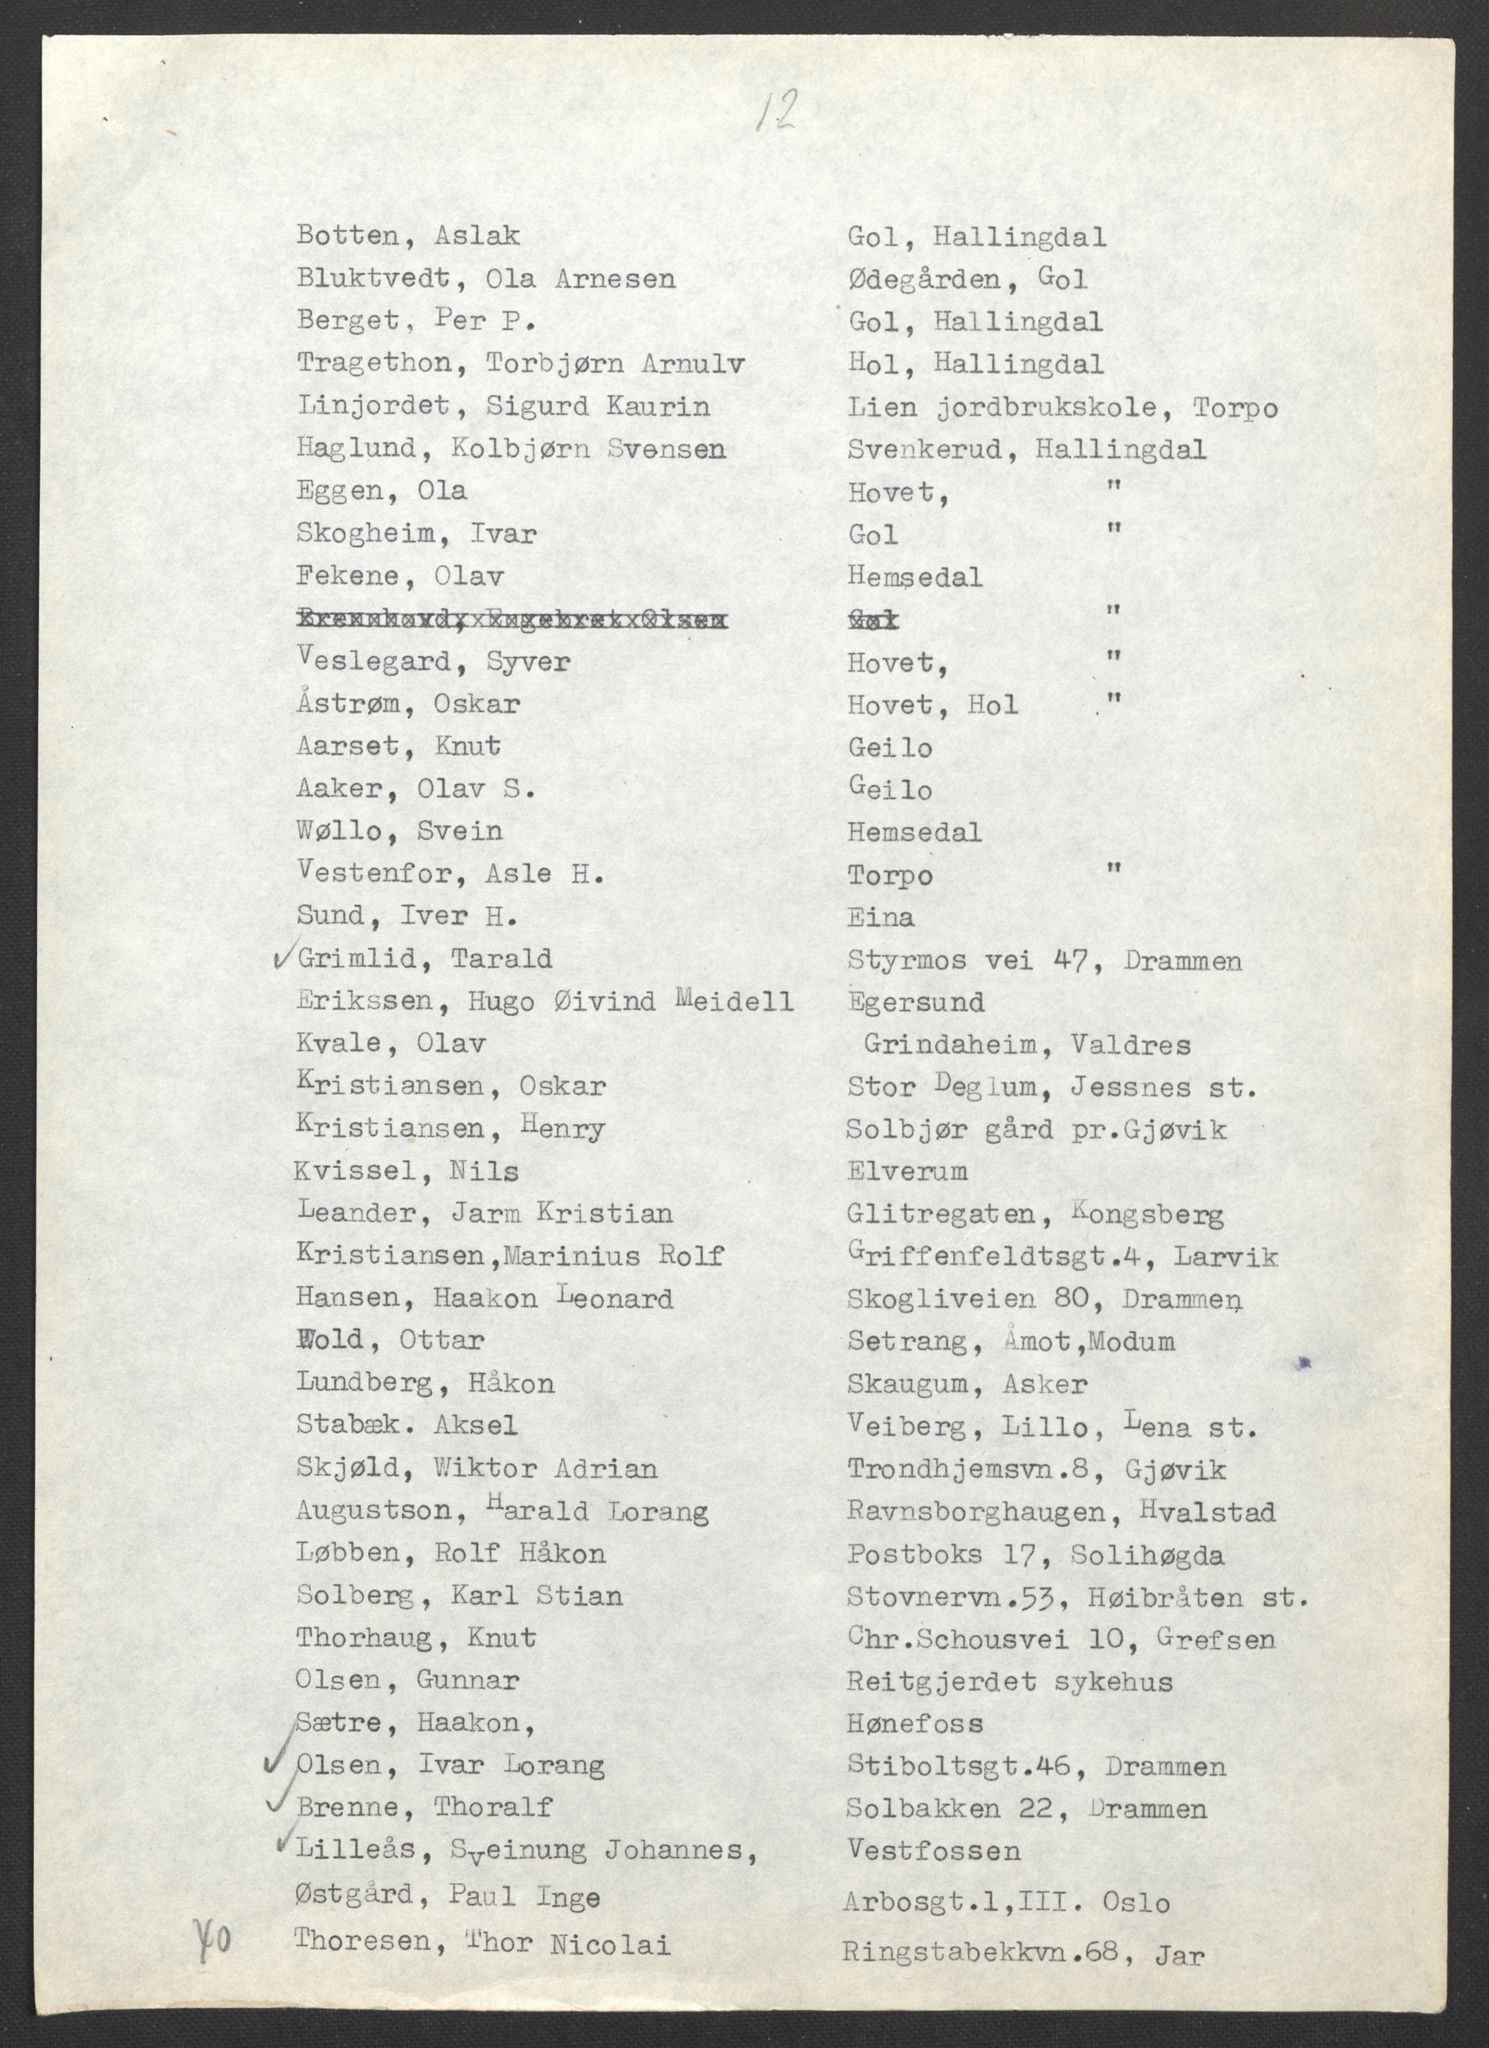 12
Botten, Aslak Gol, Hallingdal
Bluktvedt, Ola Arnesen Ødegården, Gol
Berget, Per P. Gol, Hallingdal
Tragethon, Torbjørn Arnulv Hol, Hallingdal
Linjordet, Sigurd Kaurin Lien jordbrukskole, Torpo
Haglund, Kolbjørn Svensen Svenkerud, Hallingdal
Eggen, Ola Hovet, "
Skogheim, Ivar Gol "
Fekene, Olav Hemsedal
Brennhovd, Engebret Olsen Gol "
Veslegard, Syver Hovet, "
Åstrøm, Oskar Hovet, Hol "
Aarset, Knut Geilo
Aaker, Olav S. Geilo
Wøllo, Svein Hemsedal
Vestenfor, Asle H. Torpo "
Sund, Iver H. Eina
✓ Grimlid, Tarald Styrmos vei 47, Drammen
Erikssen, Hugo Øivind Meidell Egersund
Kvale, Olav Grindaheim, Valdres
Kristiansen, Oskar Stor Deglum, Jessnes st.
Kristiansen, Henry Solbjør gård pr.Gjøvik
Kvissel, Nils Elverum
Leander, Jarm Kristian Glitregaten, Kongsberg
Kristiansen,Marinius Rolf Griffenfeldtsgt.4, Larvik
Hansen, Haakon Leonard Skogliveien 80, Drammen
Wold, Ottar Setrang, Åmot,Modum
Lundberg, Håkon Skaugum, Asker
Stabæk. Aksel Veiberg, Lillo, Lena st.
Skjøld, Wiktor Adrian Trondhjemsvn.8, Gjøvik
Augustson, Harald Lorang Ravnsborghaugen, Hvalstad
Løbben, Rolf Håkon Postboks 17, Solihøgda
Solberg, Karl Stian Stovnervn.53, Høibråten st.
Thorhaug, Knut Chr.Schousvei 10, Grefsen
Olsen, Gunnar Reitgjerdet sykehus
Sætre, Haakon, Hønefoss
✓ Olsen, Ivar Lorang Stiboltsgt.46, Drammen
✓ Brenne, Thoralf Solbakken 22, Drammen
✓ Lilleås, Sveinung Johannes, Vestfossen
Østgård, Paul Inge Arbosgt.1,III. Oslo
40 Thoresen, Thor Nicolai Ringstabekkvn.68, Jar